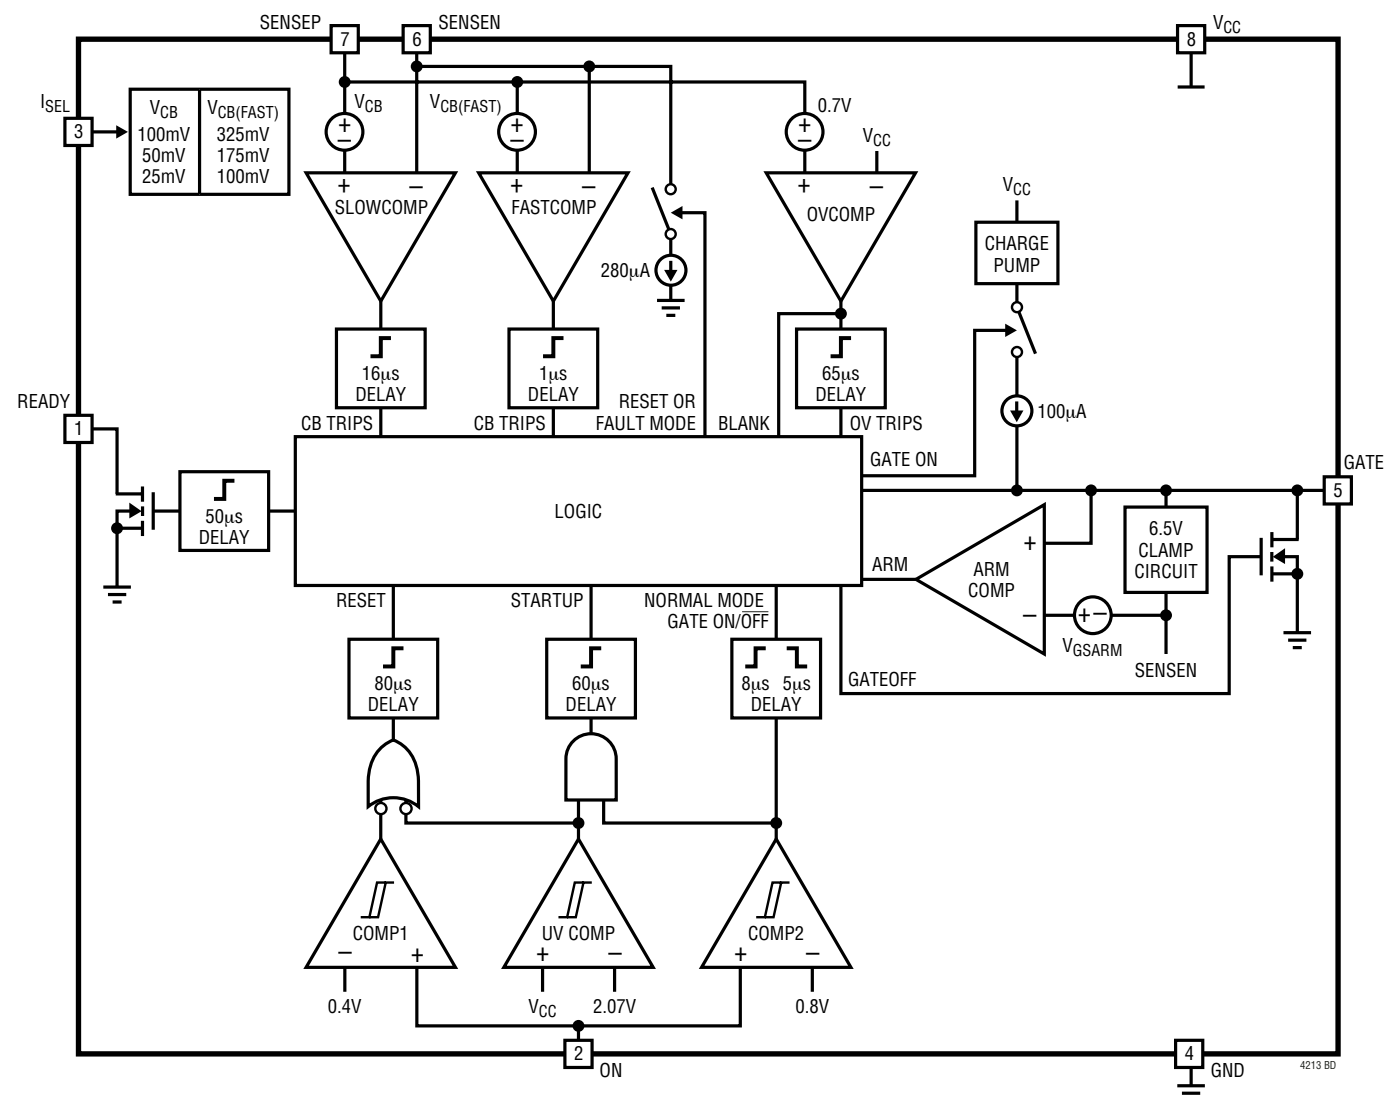 SENSEP
7
6
SENSEN
8
VCC
ISEL
3
VCB
VCB(FAST)
100mV
325mV
50mV
175mV
25mV
100mV
VCB
+
−
VCB(FAST)
+
−
0.7V
+
−
VCC
+
−
SLOWCOMP
+
−
FASTCOMP
+
−
OVCOMP
VCC
CHARGE
PUMP
280µA
16µs
DELAY
1µs
DELAY
65µs
DELAY
100µA
READY
1
CB TRIPS
CB TRIPS
RESET OR
FAULT MODE
BLANK
OV TRIPS
GATE ON
GATE
5
50µs
DELAY
LOGIC
ARM
+
−
ARM
COMP
6.5V
CLAMP
CIRCUIT
+
−
VGSARM
SENSEN
RESET
STARTUP
NORMAL MODE
GATE ON/O̅F̅F̅
GATEOFF
80µs
DELAY
60µs
DELAY
8µs
5µs
DELAY
COMP1
−
+
UV COMP
+
−
COMP2
+
−
0.4V
VCC
2.07V
0.8V
2
ON
4
GND
4213 BD